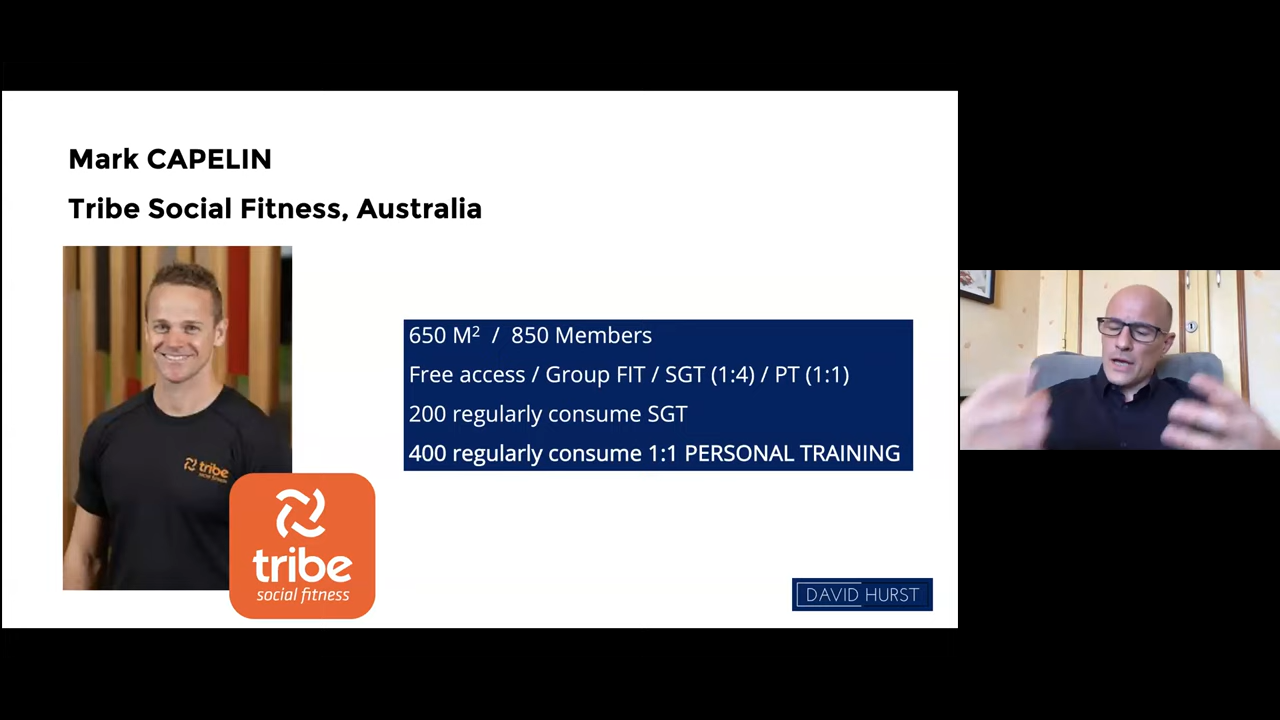 Mark CAPELIN
Tribe Social Fitness, Australia
650 M² / 850 Members
Free access / Group FIT / SGT (1:4) / PT (1:1)
200 regularly consume SGT
400 regularly consume 1:1 PERSONAL TRAINING
tribe
tribe
social fitness
DAVID HURST